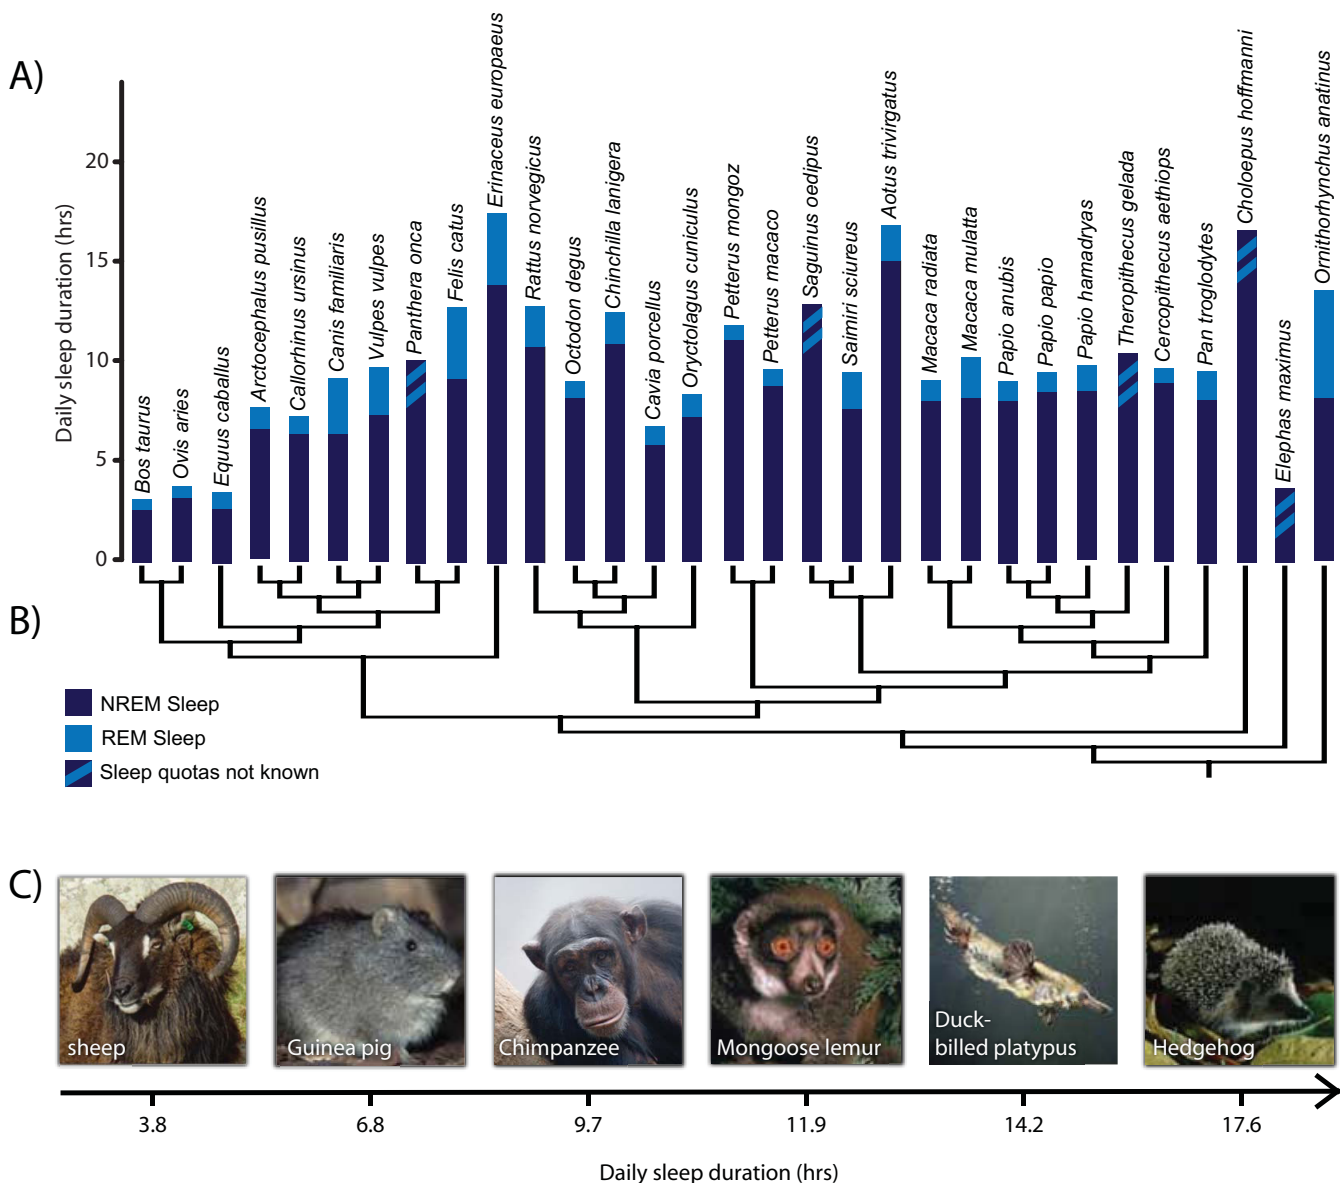 A)
Daily sleep duration (hrs)
20
15
10
5
0
Bos taurus
Ovis aries
Equus caballus
Arctocephalus pusillus
Callorhinus ursinus
Canis familiaris
Vulpes vulpes
Panthera onca
Felis catus
Erinaceus europaeus
Rattus norvegicus
Octodon degus
Chinchilla lanigera
Cavia porcellus
Oryctolagus cuniculus
Petterus mongoz
Petterus macaco
Saguinus oedipus
Saimiri sciureus
Aotus trivirgatus
Macaca radiata
Macaca mulatta
Papio anubis
Papio papio
Papio hamadryas
Theropithecus gelada
Cercopithecus aethiops
Pan troglodytes
Choloepus hoffmanni
Elephas maximus
Ornithorhynchus anatinus
B)
NREM Sleep
REM Sleep
Sleep quotas not known
C)
sheep
Guinea pig
Chimpanzee
Mongoose lemur
Duck-
billed platypus
Hedgehog
3.8
6.8
9.7
11.9
14.2
17.6
Daily sleep duration (hrs)